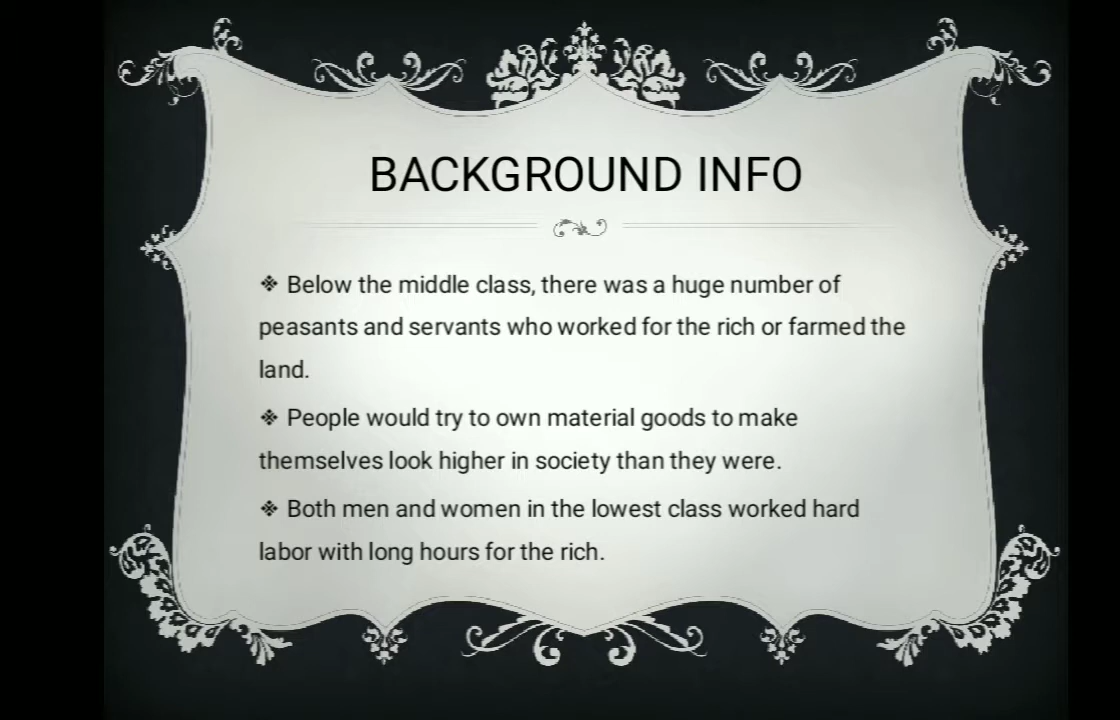 BACKGROUND INFO
❖ Below the middle class, there was a huge number of
peasants and servants who worked for the rich or farmed the
land.
❖ People would try to own material goods to make
themselves look higher in society than they were.
❖ Both men and women in the lowest class worked hard
labor with long hours for the rich.